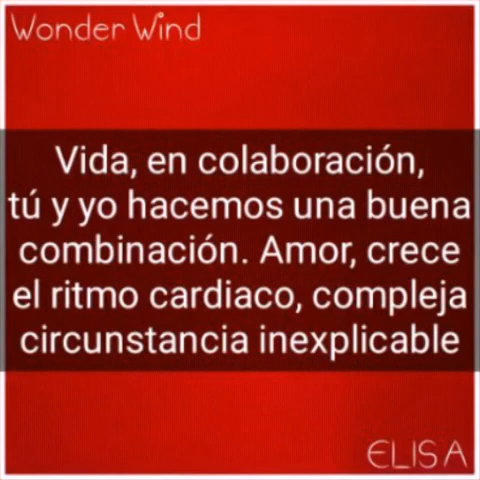 Wonder Wind
Vida, en colaboración,
tú y yo hacemos una buena
combinación. Amor, crece
el ritmo cardiaco, compleja
circunstancia inexplicable
ELISA